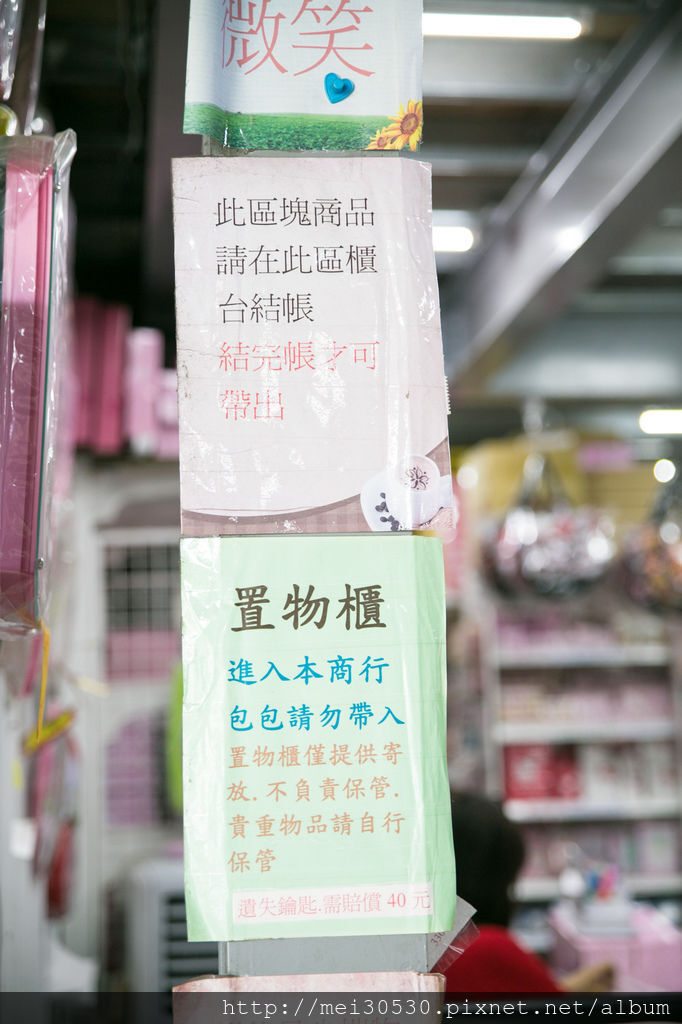 微笑
此區塊商品
請在此區櫃
台結帳
結完帳才可
帶出
置物櫃
進入本商行
包包請勿帶入
置物櫃僅提供寄
放.不負責保管.
貴重物品請自行
保管
遺失鑰匙.需賠償 40 元
http://mei30530.pixnet.net/album